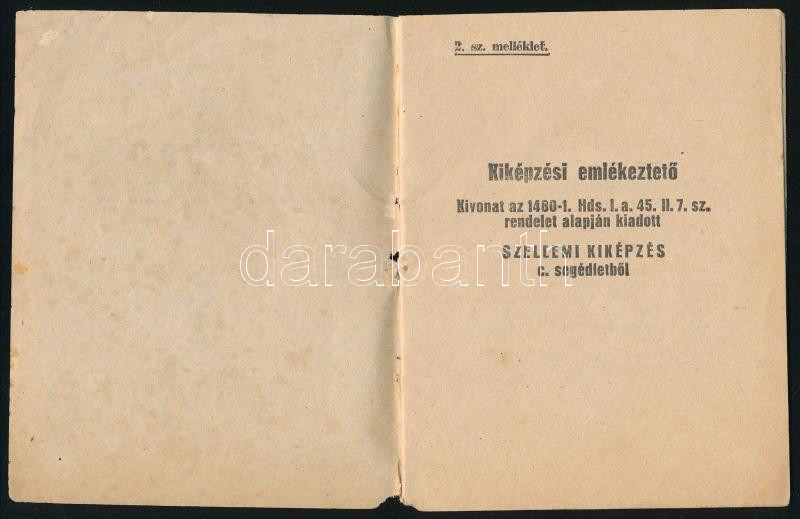 2. sz. melléklet.
Kiképzési emlékeztető
Kivonat az 1480-1. Hds. I. a. 45. II. 7. sz.
rendelet alapján kiadott
SZELLEMI KIKÉPZÉS
c. segédletből
darabanth